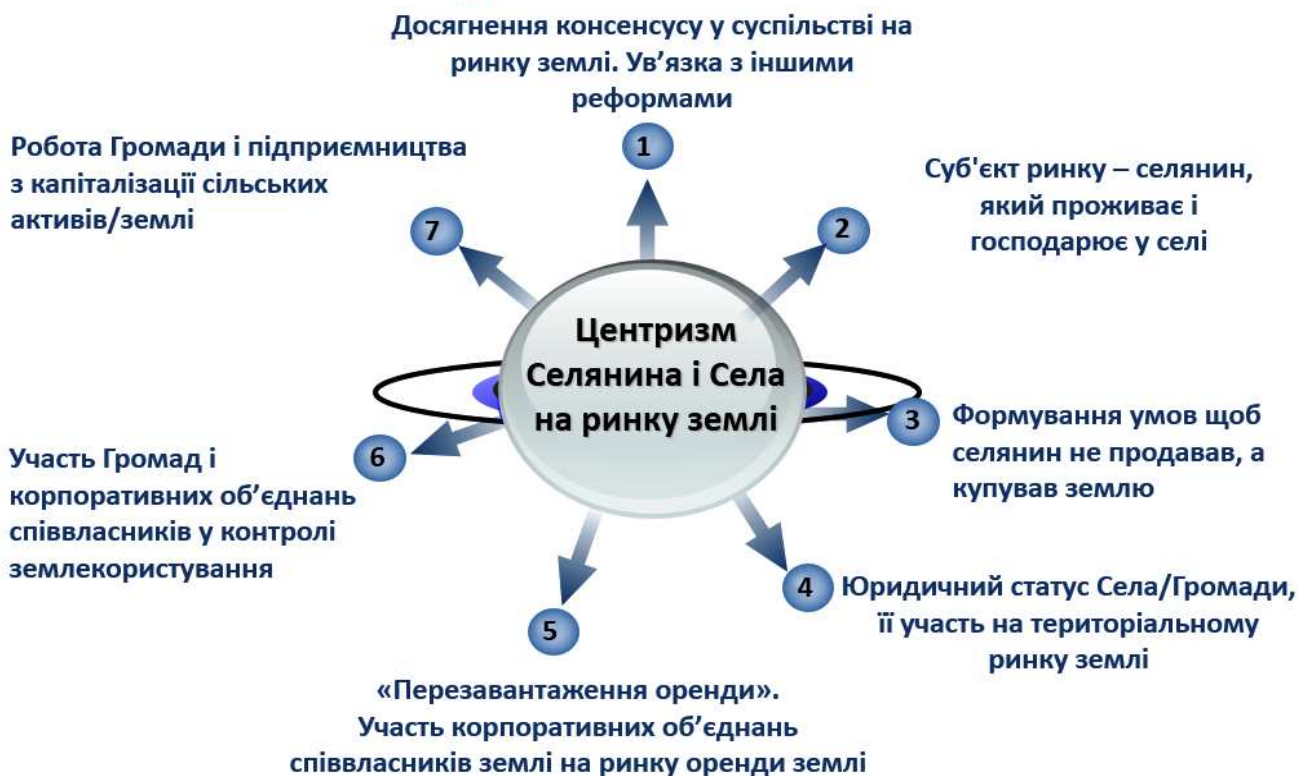 Досягнення консенсусу у суспільстві на
ринку землі. Ув’язка з іншими
реформами
1
Суб'єкт ринку – селянин,
який проживає і
господарює у селі
2
Формування умов щоб
селянин не продавав, а
купував землю
3
Юридичний статус Села/Громади,
її участь на територіальному
ринку землі
4
«Перезавантаження оренди».
Участь корпоративних об’єднань
співвласників землі на ринку оренди землі
5
Участь Громад і
корпоративних об’єднань
співвласників у контролі
землекористування
6
Робота Громади і підприємництва
з капіталізації сільських
активів/землі
7
Центризм
Селянина і Села
на ринку землі